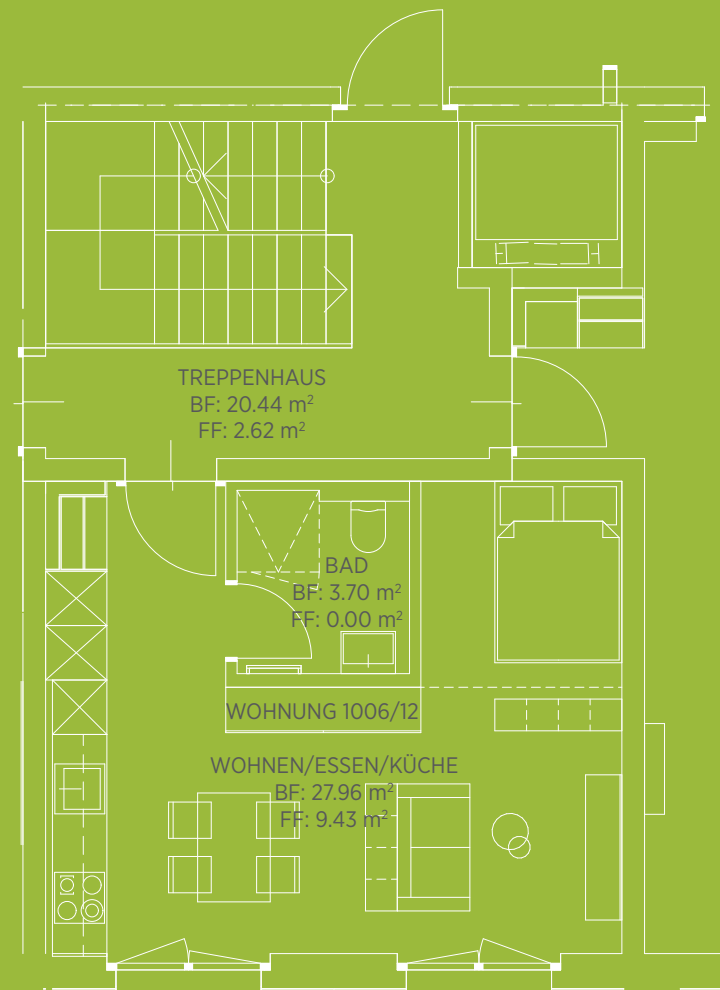 TREPPENHAUS
BF: 20.44 m²
FF: 2.62 m²
BAD
BF: 3.70 m²
FF: 0.00 m²
WOHNUNG 1006/12
WOHNEN/ESSEN/KÜCHE
BF: 27.96 m²
FF: 9.43 m²